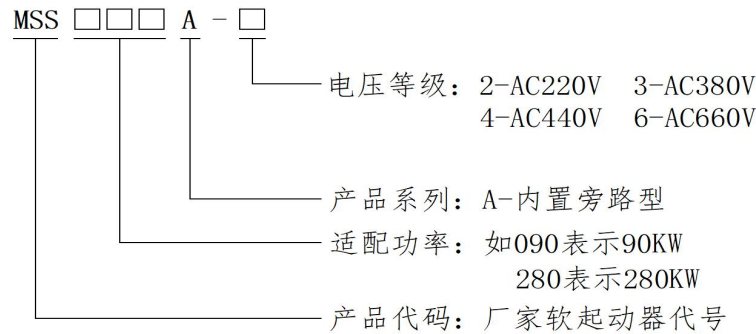 MSS □□□ A - □
电压等级：2-AC220V 3-AC380V
4-AC440V 6-AC660V
产品系列：A-内置旁路型
适配功率：如090表示90KW
280表示280KW
产品代码：厂家软起动器代号